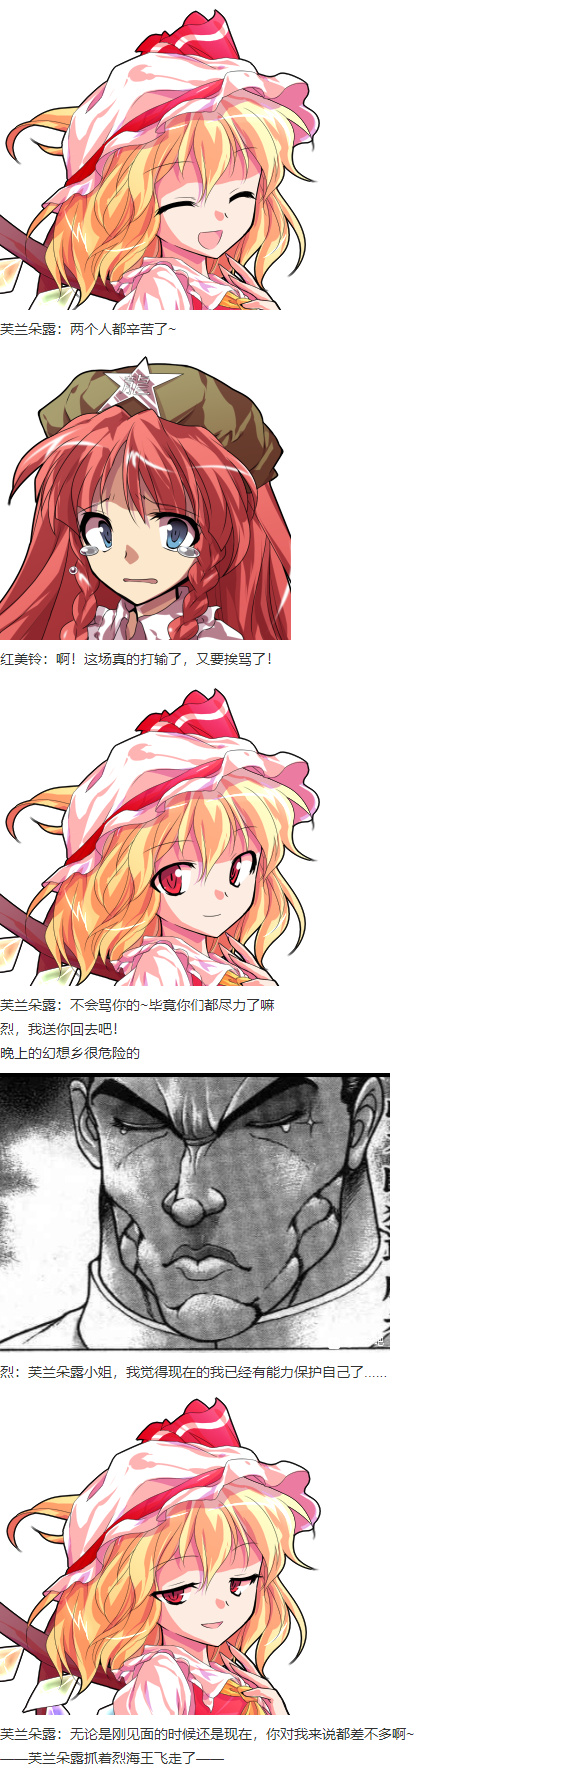 芙兰朵露：两个人都辛苦了~
红美铃：啊！这场真的打输了，又要挨骂了！
芙兰朵露：不会骂你的~毕竟你们都尽力了嘛
烈，我送你回去吧！
晚上的幻想乡很危险的
吧
烈：芙兰朵露小姐，我觉得现在的我已经有能力保护自己了......
芙兰朵露：无论是刚见面的时候还是现在，你对我来说都差不多啊~
——芙兰朵露抓着烈海王飞走了——